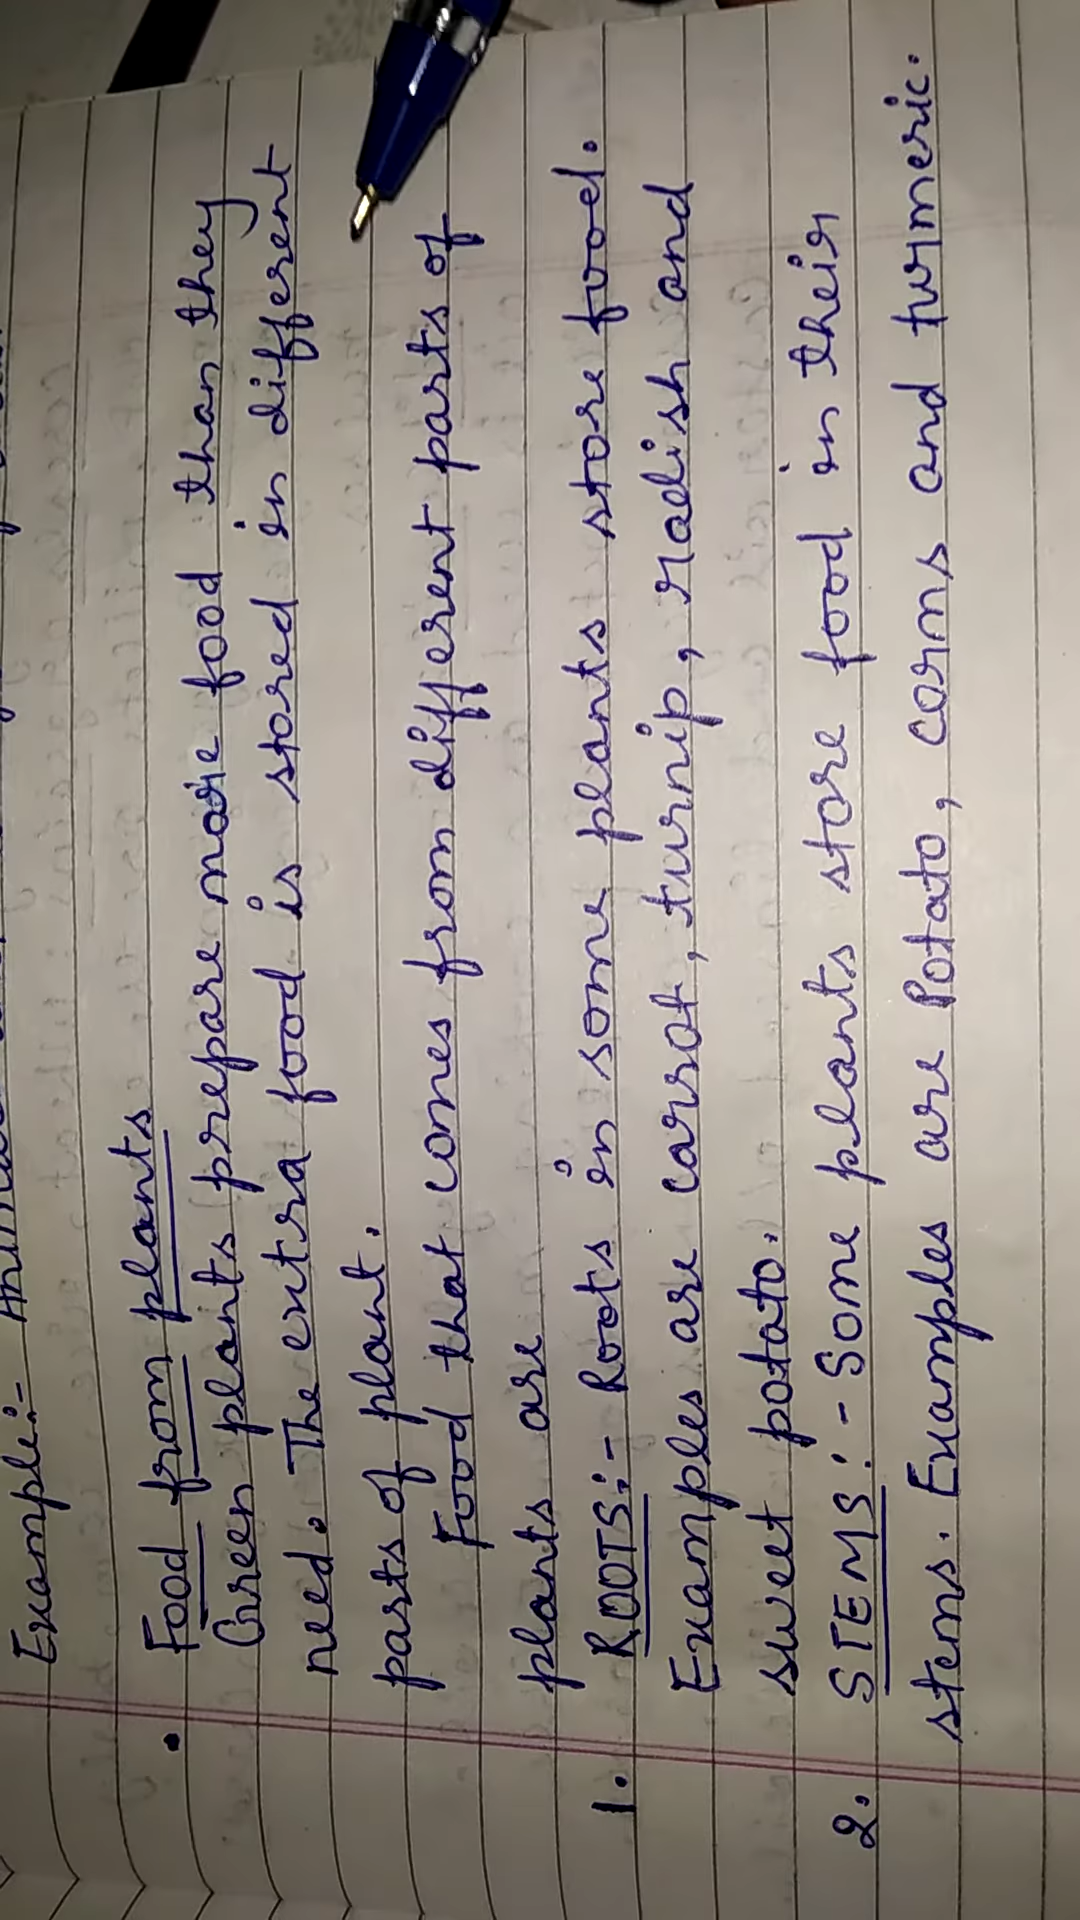 Example:-
• Food from plants
Green plants prepare more food than they
need. The extra food is stored in different
parts of plant.
Food that comes from different parts of
plants are
1. ROOTS:- Roots in some plants store food.
Examples are carrot, turnip, radish and
sweet potato.
2. STEMS:- Some plants store food in their
stems. Examples are Potato, corms and turmeric.